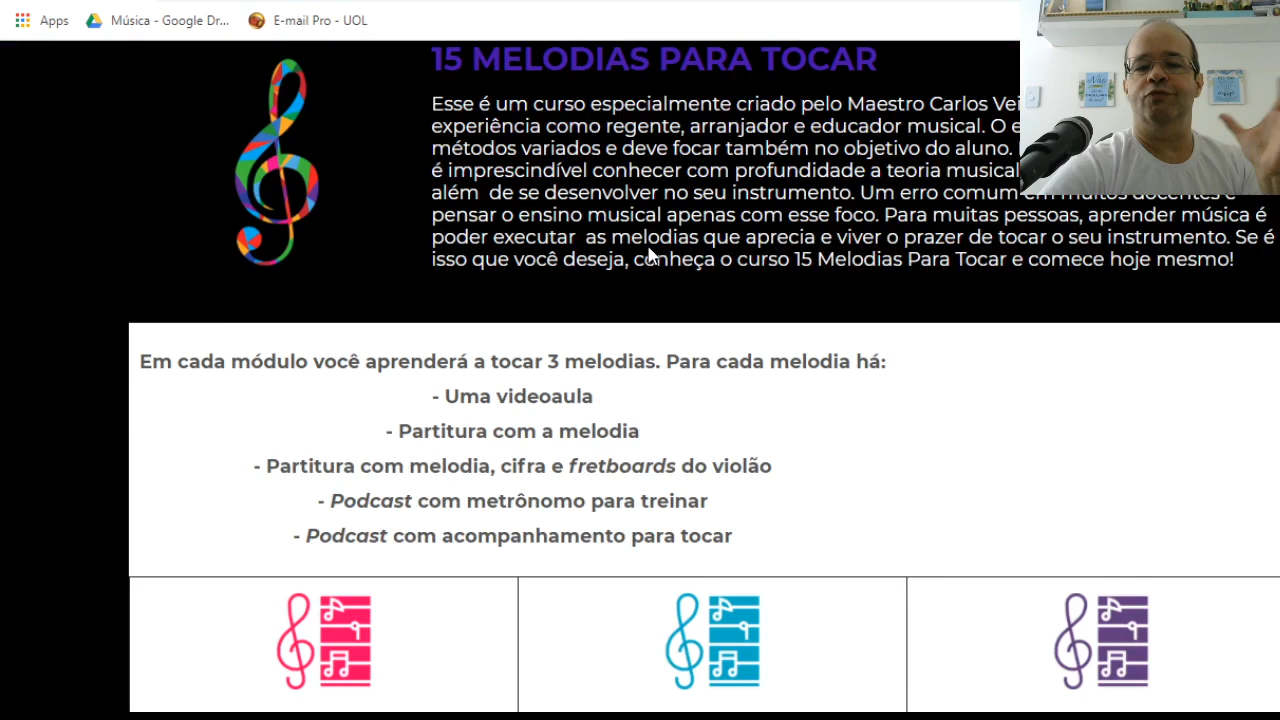 Apps
Música - Google Dr...
E-mail Pro - UOL
15 MELODIAS PARA TOCAR
Esse é um curso especialmente criado pelo Maestro Carlos
experiência como regente, arranjador e educador musical. O
métodos variados e deve focar também no objetivo do aluno.
é imprescindível conhecer com profundidade a teoria musical
além de se desenvolver no seu instrumento. Um erro comum em muitos docentes é
pensar o ensino musical apenas com esse foco. Para muitas pessoas, aprender música é
poder executar as melodias que aprecia e viver o prazer de tocar o seu instrumento. Se é
isso que você deseja, conheça o curso 15 Melodias Para Tocar e comece hoje mesmo!
Em cada módulo você aprenderá a tocar 3 melodias. Para cada melodia há:
- Uma videoaula
- Partitura com a melodia
- Partitura com melodia, cifra e fretboards do violão
- Podcast com metrônomo para treinar
- Podcast com acompanhamento para tocar